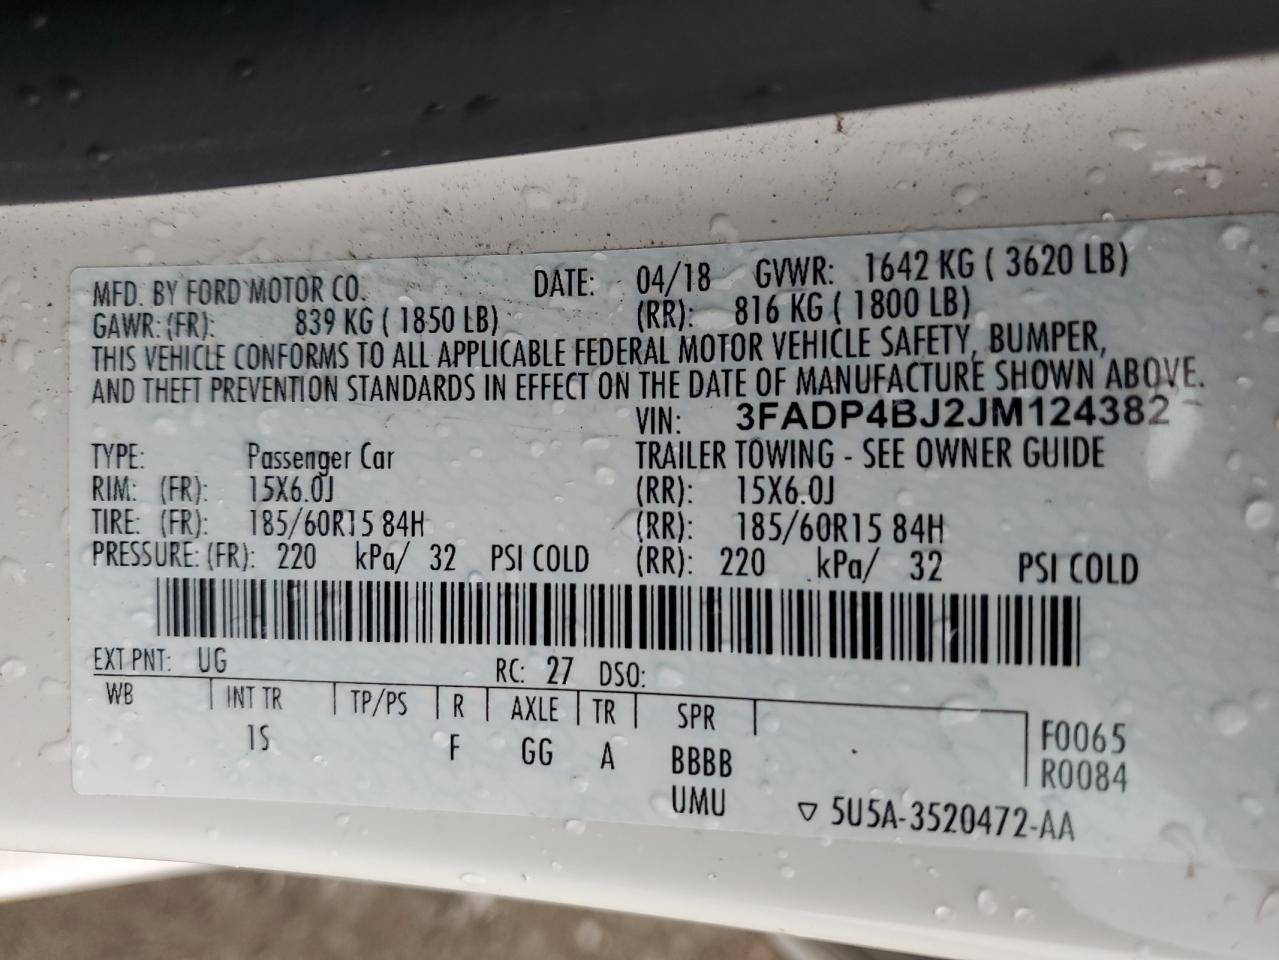 MFD. BY FORD MOTOR CO. DATE: 04/18 GVWR: 1642 KG ( 3620 LB)
GAWR: (FR): 839 KG ( 1850 LB) (RR): 816 KG ( 1800 LB)
THIS VEHICLE CONFORMS TO ALL APPLICABLE FEDERAL MOTOR VEHICLE SAFETY, BUMPER,
AND THEFT PREVENTION STANDARDS IN EFFECT ON THE DATE OF MANUFACTURE SHOWN ABOVE.
VIN: 3FADP4BJ2JM124382
TYPE: Passenger Car TRAILER TOWING - SEE OWNER GUIDE
RIM: (FR): 15X6.0J (RR): 15X6.0J
TIRE: (FR): 185/60R15 84H (RR): 185/60R15 84H
PRESSURE: (FR): 220 kPa/ 32 PSI COLD (RR): 220 kPa/ 32 PSI COLD
EXT PNT: UG RC: 27 DSO:
WB INT TR TP/PS R AXLE TR SPR F0065
1S F GG A BBBB R0084
UMU ▽ 5U5A-3520472-AA